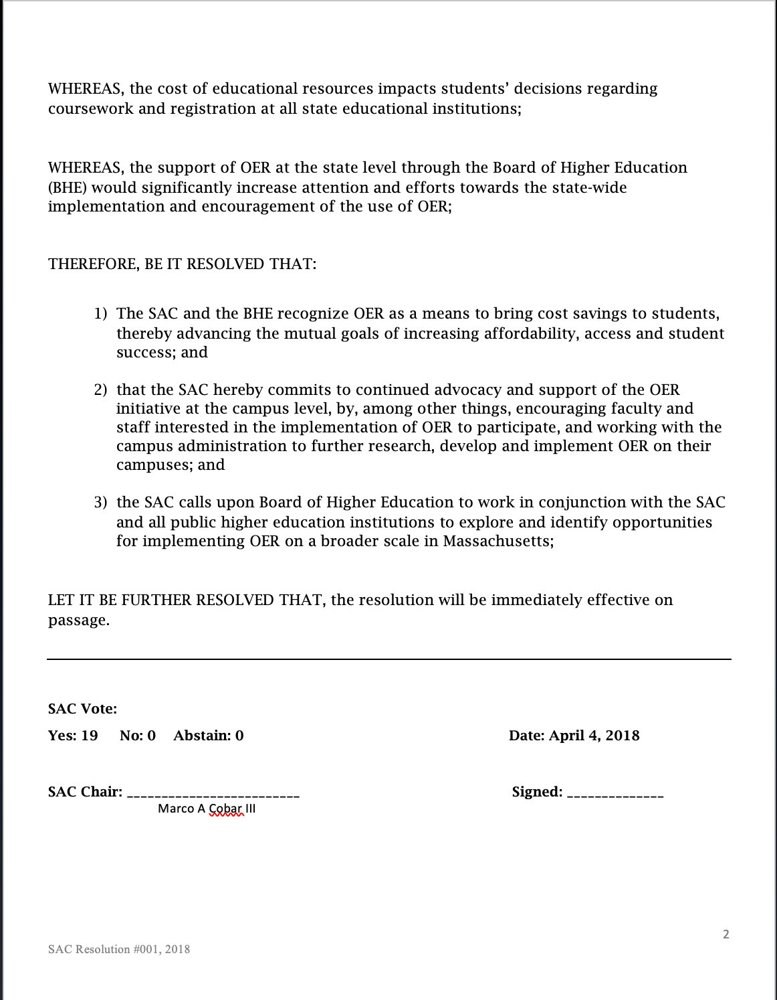 WHEREAS, the cost of educational resources impacts students’ decisions regarding
coursework and registration at all state educational institutions;
WHEREAS, the support of OER at the state level through the Board of Higher Education
(BHE) would significantly increase attention and efforts towards the state-wide
implementation and encouragement of the use of OER;
THEREFORE, BE IT RESOLVED THAT:
1) The SAC and the BHE recognize OER as a means to bring cost savings to students,
thereby advancing the mutual goals of increasing affordability, access and student
success; and
2) that the SAC hereby commits to continued advocacy and support of the OER
initiative at the campus level, by, among other things, encouraging faculty and
staff interested in the implementation of OER to participate, and working with the
campus administration to further research, develop and implement OER on their
campuses; and
3) the SAC calls upon Board of Higher Education to work in conjunction with the SAC
and all public higher education institutions to explore and identify opportunities
for implementing OER on a broader scale in Massachusetts;
LET IT BE FURTHER RESOLVED THAT, the resolution will be immediately effective on
passage.
SAC Vote:
Yes: 19 No: 0 Abstain: 0 Date: April 4, 2018
SAC Chair: _________________________ Signed: ______________
Marco A Cobar III
2
SAC Resolution #001, 2018